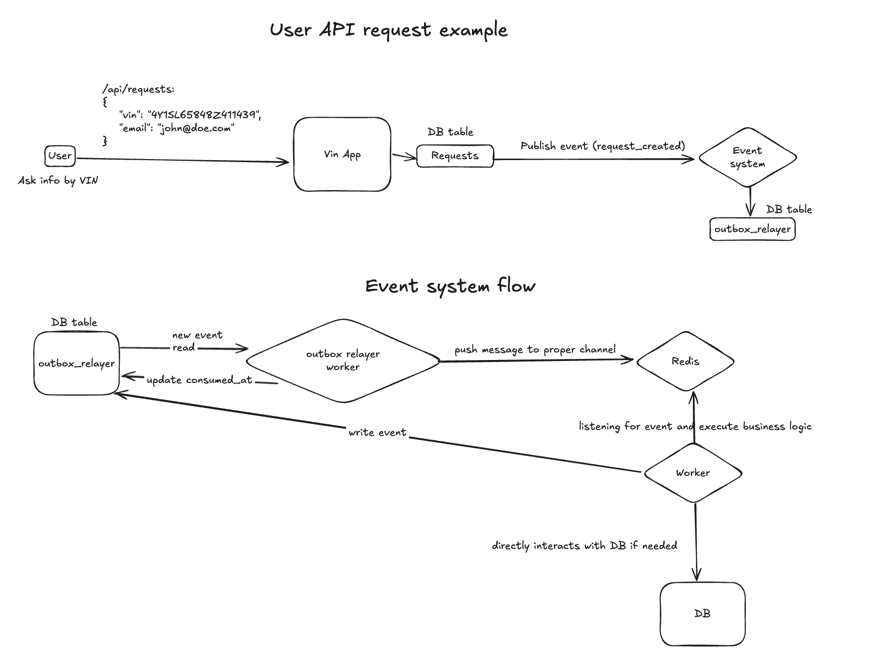 User API request example
/api/requests:
{
"vin": "4Y1SL65848Z411439",
"email": "john@doe.com"
}
User
Ask info by VIN
Vin App
DB table
Requests
Publish event (request_created)
Event
system
DB table
outbox_relayer
Event system flow
DB table
outbox_relayer
new event
read
update consumed_at
outbox relayer
worker
push message to proper channel
Redis
listening for event and execute business logic
write event
Worker
directly interacts with DB if needed
DB